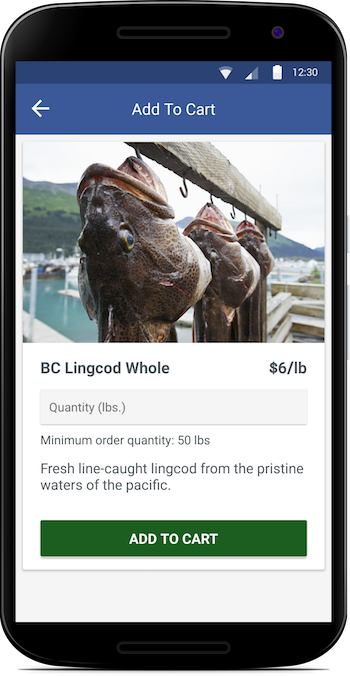 12:30
Add To Cart
BC Lingcod Whole $6/lb
Quantity (lbs.)
Minimum order quantity: 50 lbs
Fresh line-caught lingcod from the pristine
waters of the pacific.
ADD TO CART